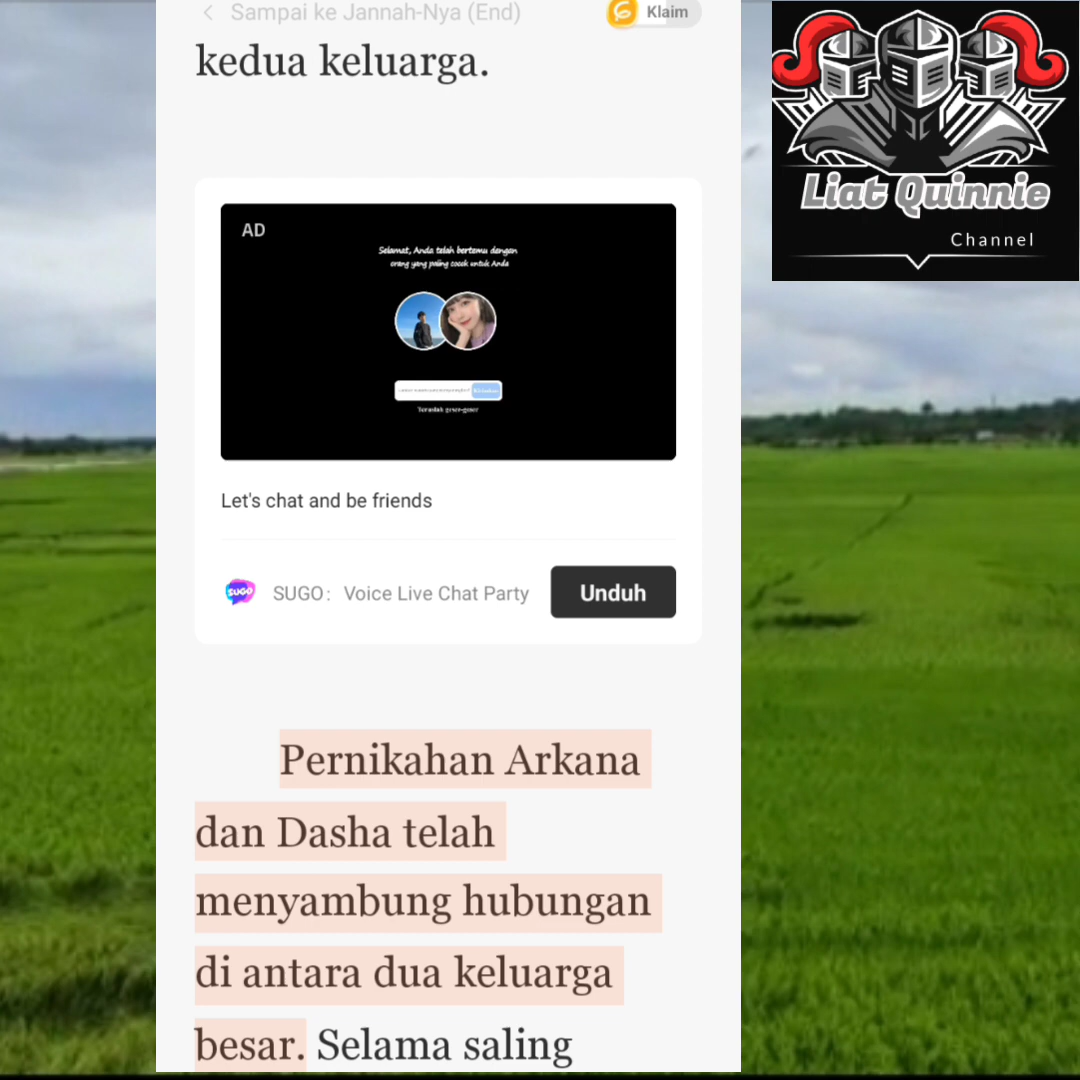 Sampai ke Jannah-Nya (End)
Klaim
kedua keluarga.
Liat Quinnie
Channel
AD
Selamat, Anda telah bertemu dengan
orang yang paling cocok untuk Anda
Let's chat and be friends
SUGO
SUGO: Voice Live Chat Party
Unduh
Pernikahan Arkana
dan Dasha telah
menyambung hubungan
di antara dua keluarga
besar. Selama saling